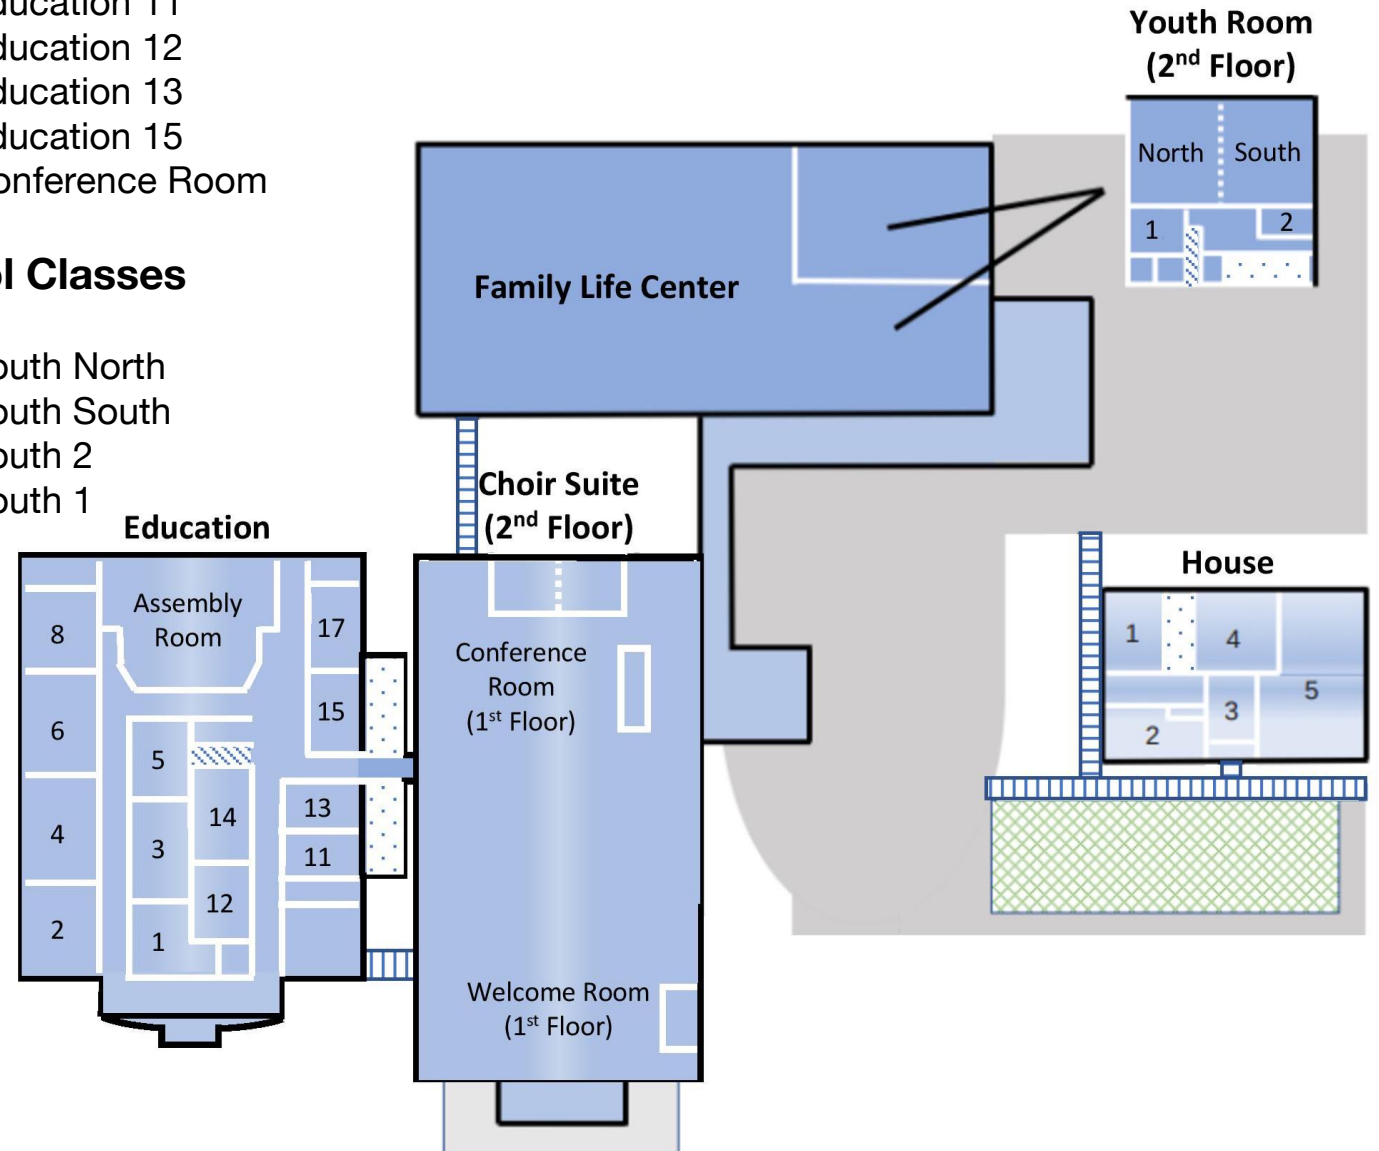 ducation 11
ducation 12
ducation 13
ducation 15
onference Room
ol Classes
outh North
outh South
outh 2
outh 1
Youth Room
(2nd Floor)
North
South
1
2
Family Life Center
Choir Suite
(2nd Floor)
Education
Assembly
Room
8
6
4
2
5
3
1
14
12
17
15
13
11
Conference
Room
(1st Floor)
Welcome Room
(1st Floor)
House
1
4
5
3
2